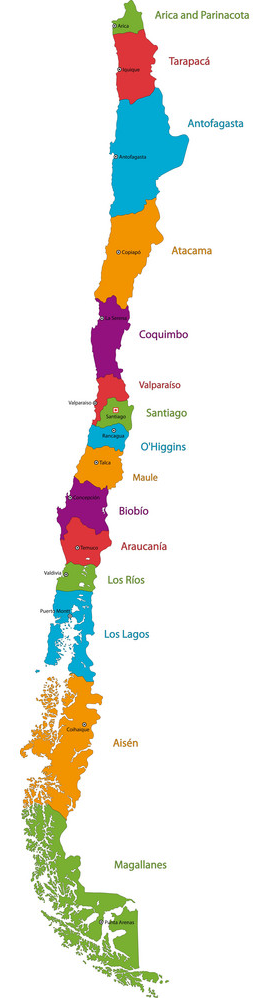 Arica and Parinacota
Arica
Tarapacá
Iquique
Antofagasta
Antofagasta
Atacama
Copiapó
La Serena
Coquimbo
Valparaíso
Valparaíso
Santiago
Santiago
Rancagua
O'Higgins
Talca
Maule
Concepción
Biobío
Temuco
Araucanía
Valdivia
Los Ríos
Puerto Montt
Los Lagos
Coihaique
Aisén
Magallanes
Punta Arenas